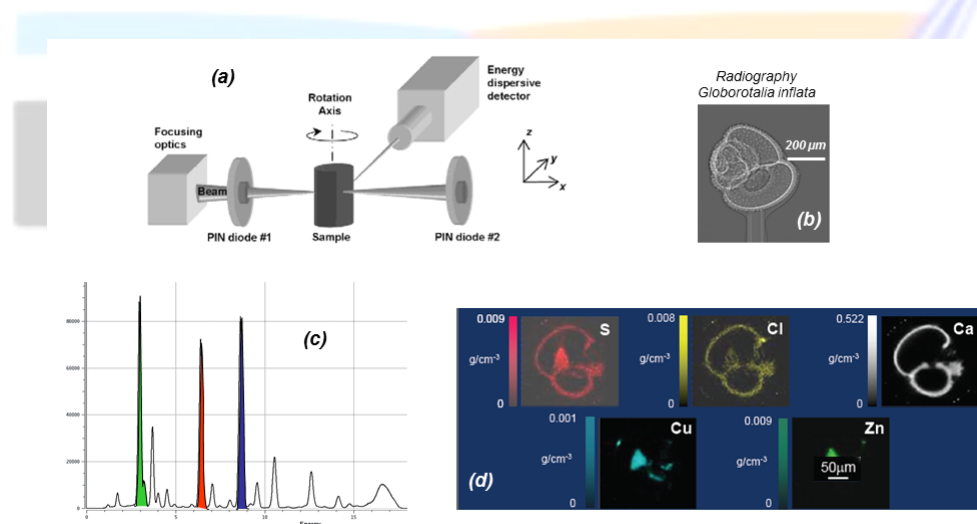 (a)
Energy
dispersive
detector
Rotation
Axis
Focusing
optics
Beam
PIN diode #1
Sample
PIN diode #2
z
y
x
Radiography
Globorotalia inflata
200 µm
(b)
(c)
80000
60000
40000
20000
0
0
5
10
15
Energy
0.009
S
g/cm-3
0
0.008
Cl
g/cm-3
0
0.522
Ca
g/cm-3
0
0.001
Cu
g/cm-3
0
0.009
Zn
g/cm-3
50µm
0
(d)